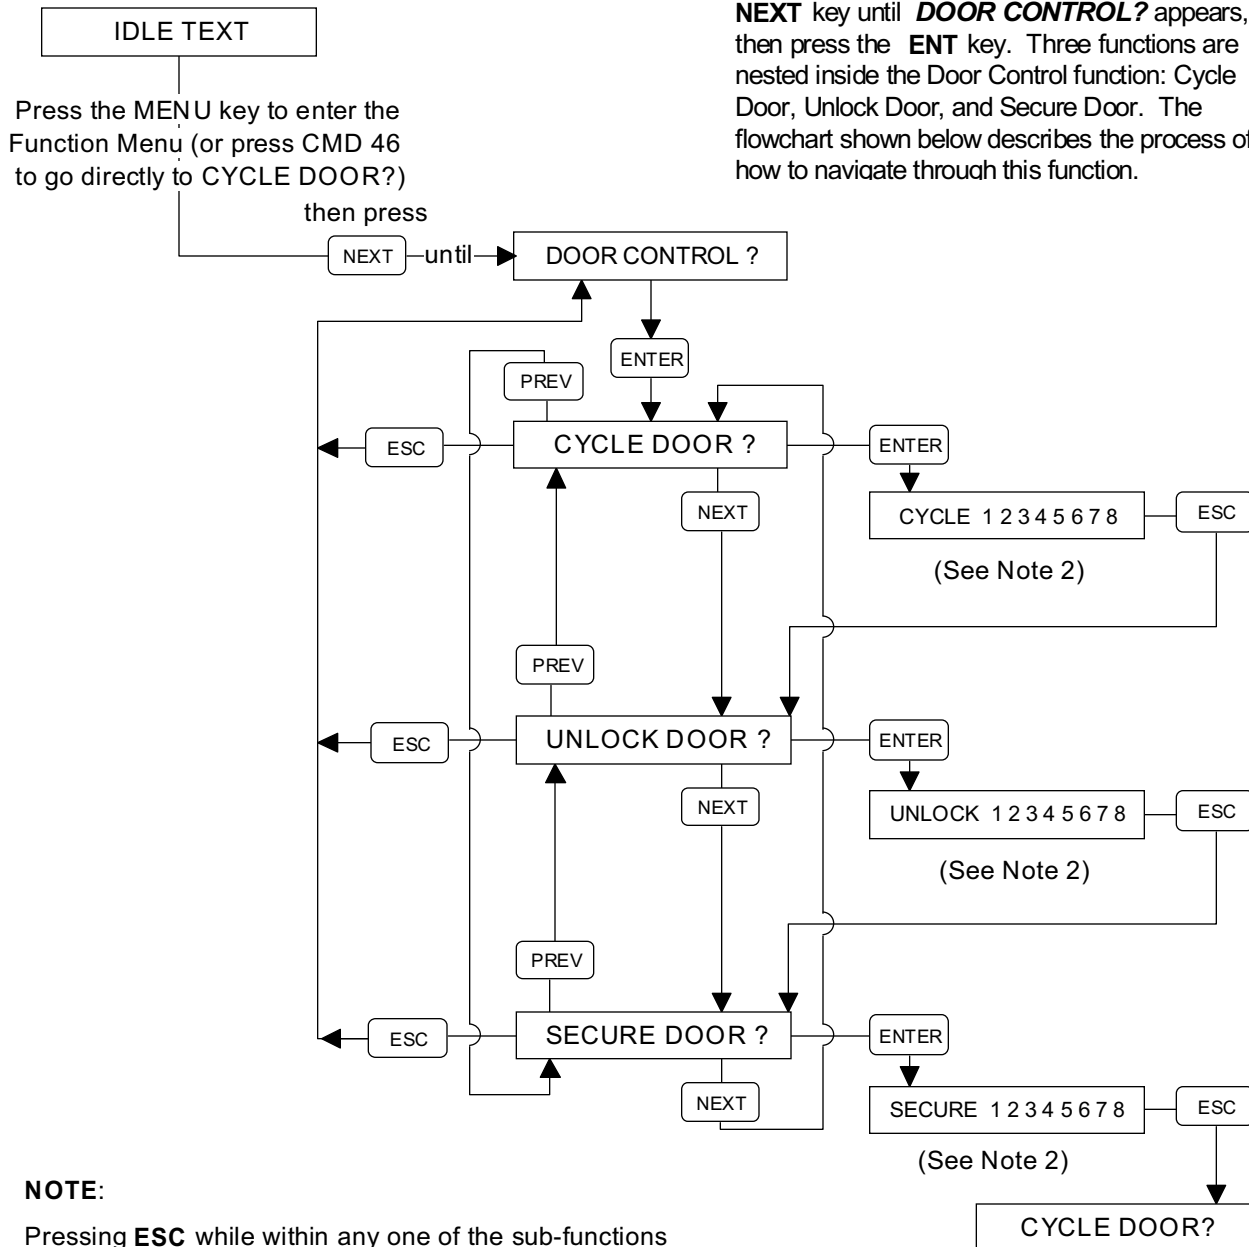 IDLE TEXT
NEXT key until DOOR CONTROL? appears,
then press the ENT key. Three functions are
nested inside the Door Control function: Cycle
Door, Unlock Door, and Secure Door. The
flowchart shown below describes the process of
how to navigate through this function.
Press the MENU key to enter the
Function Menu (or press CMD 46
to go directly to CYCLE DOOR?)
then press
NEXT until DOOR CONTROL ?
ENTER
PREV
ESC CYCLE DOOR ? ENTER
NEXT
CYCLE 1 2 3 4 5 6 7 8 ESC
(See Note 2)
PREV
ESC UNLOCK DOOR ? ENTER
NEXT
UNLOCK 1 2 3 4 5 6 7 8 ESC
(See Note 2)
PREV
ESC SECURE DOOR ? ENTER
NEXT
SECURE 1 2 3 4 5 6 7 8 ESC
(See Note 2)
NOTE:
Pressing ESC while within any one of the sub-functions
CYCLE DOOR?